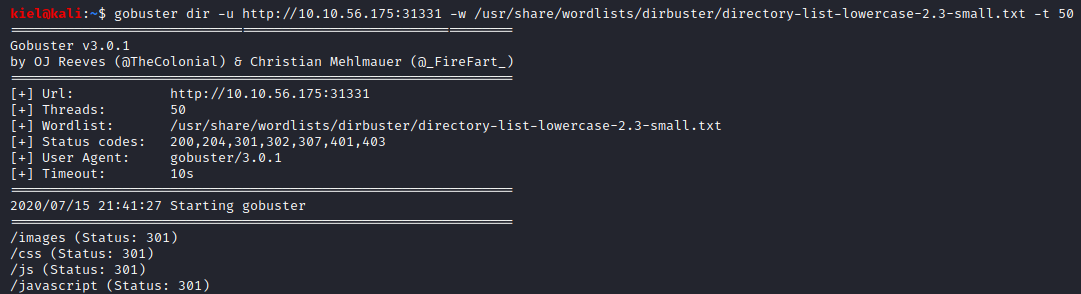 kiel@kali:~$ gobuster dir -u http://10.10.56.175:31331 -w /usr/share/wordlists/dirbuster/directory-list-lowercase-2.3-small.txt -t 50
===============================================================
Gobuster v3.0.1
by OJ Reeves (@TheColonial) & Christian Mehlmauer (@_FireFart_)
===============================================================
[+] Url:            http://10.10.56.175:31331
[+] Threads:        50
[+] Wordlist:       /usr/share/wordlists/dirbuster/directory-list-lowercase-2.3-small.txt
[+] Status codes:   200,204,301,302,307,401,403
[+] User Agent:     gobuster/3.0.1
[+] Timeout:        10s
===============================================================
2020/07/15 21:41:27 Starting gobuster
===============================================================
/images (Status: 301)
/css (Status: 301)
/js (Status: 301)
/javascript (Status: 301)